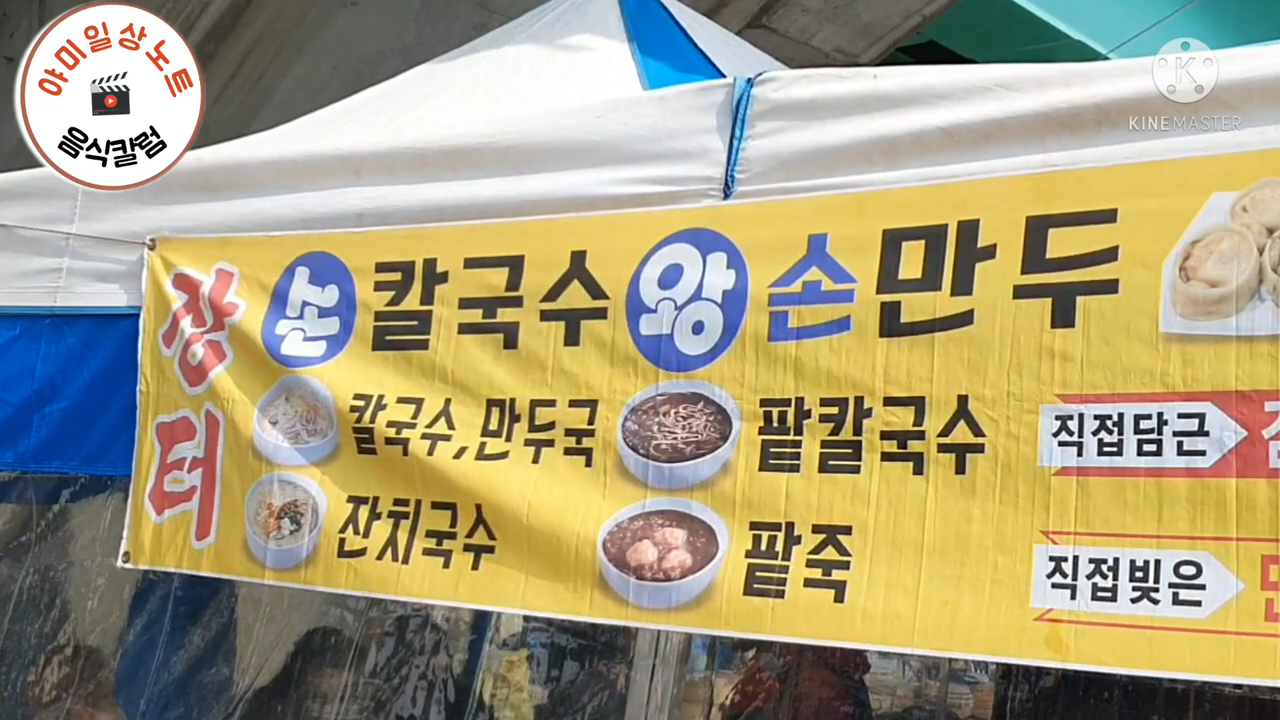 야미일상노트
음식칼럼
KINEMASTER
장터
손칼국수 왕손만두
칼국수,만두국
팥칼국수
직접담근
잔치국수
팥죽
직접빚은